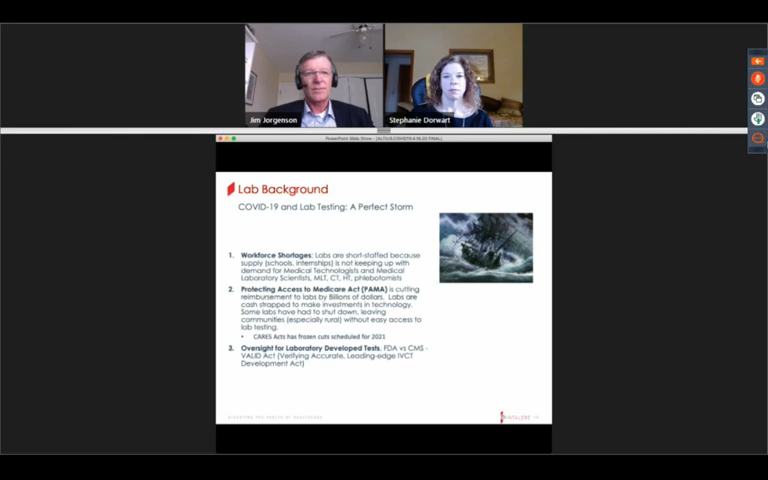 Jim Jorgenson
Stephanie Dorwart
Lab Background
COVID-19 and Lab Testing: A Perfect Storm
1. Workforce Shortages: Labs are short-staffed because
supply (schools, internships) is not keeping up with
demand for Medical Technologists and Medical
Laboratory Scientists, MLT, CT, HT, phlebotomists
2. Protecting Access to Medicare Act (PAMA) is cutting
reimbursement to labs by Billions of dollars. Labs are
cash strapped to make investments in technology.
Some labs have had to shut down, leaving
communities (especially rural) without easy access to
lab testing.
• CARES Acts has frozen cuts scheduled for 2021
3. Oversight for Laboratory Developed Tests, FDA vs CMS -
VALID Act (Verifying Accurate, Leading-edge IVCT
Development Act)